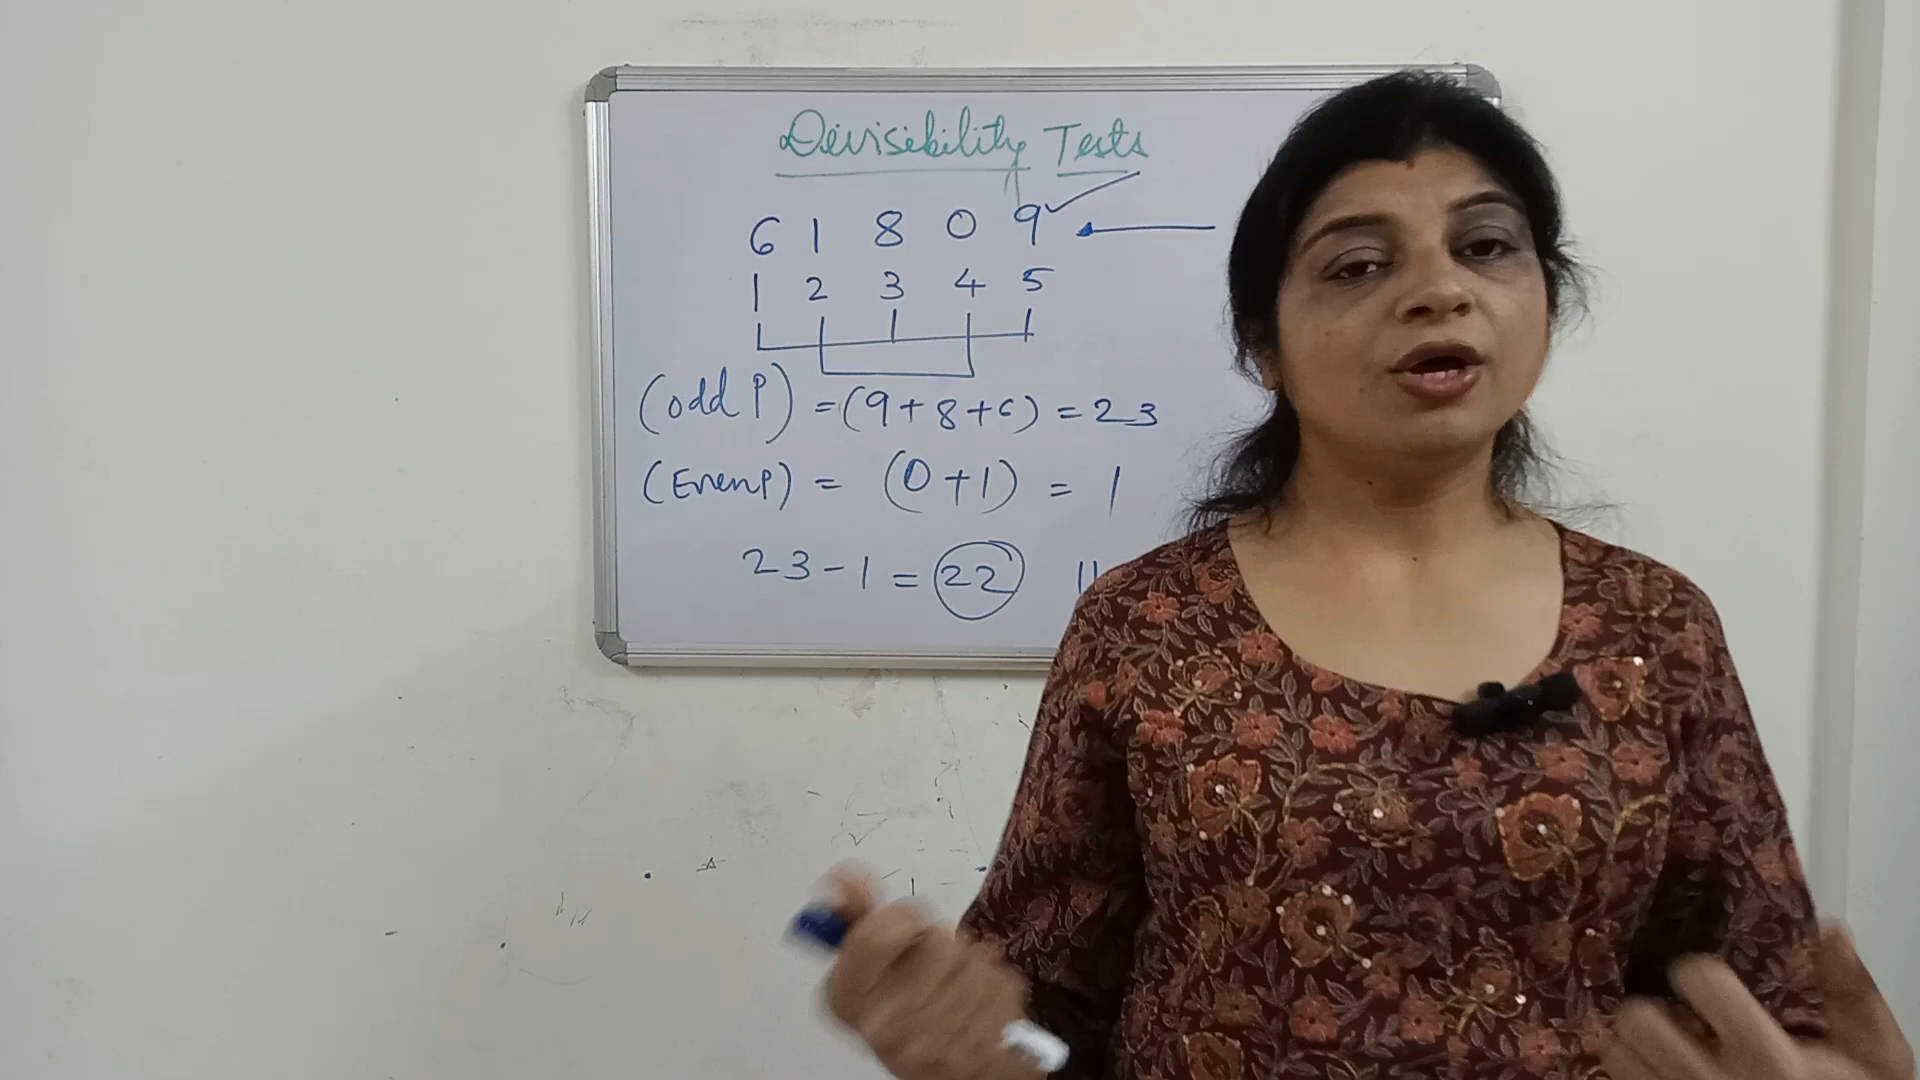 Divisibility Tests
6 1 8 0 9
1 2 3 4 5
(odd P) = (9+8+6) = 23
(Even P) = (0+1) = 1
23-1 = 22 11